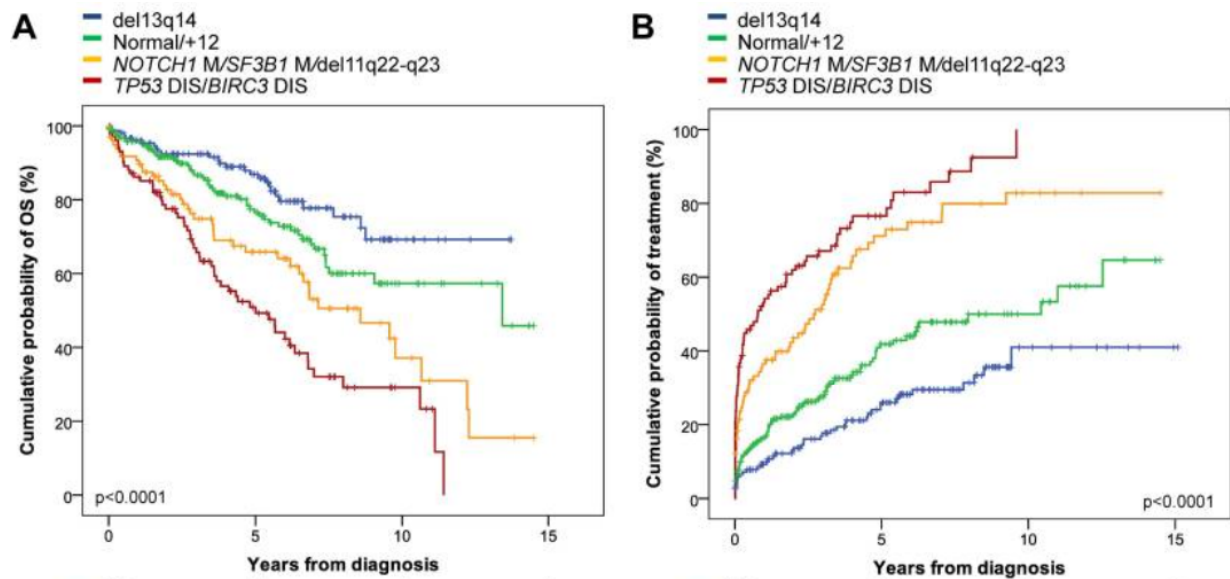 A
del13q14
Normal/+12
NOTCH1 M/SF3B1 M/del11q22-q23
TP53 DIS/BIRC3 DIS
Cumulative probability of OS (%)
100
80
60
40
20
0
p<0.0001
0 5 10 15
Years from diagnosis
B
del13q14
Normal/+12
NOTCH1 M/SF3B1 M/del11q22-q23
TP53 DIS/BIRC3 DIS
Cumulative probability of treatment (%)
100
80
60
40
20
0
p<0.0001
0 5 10 15
Years from diagnosis